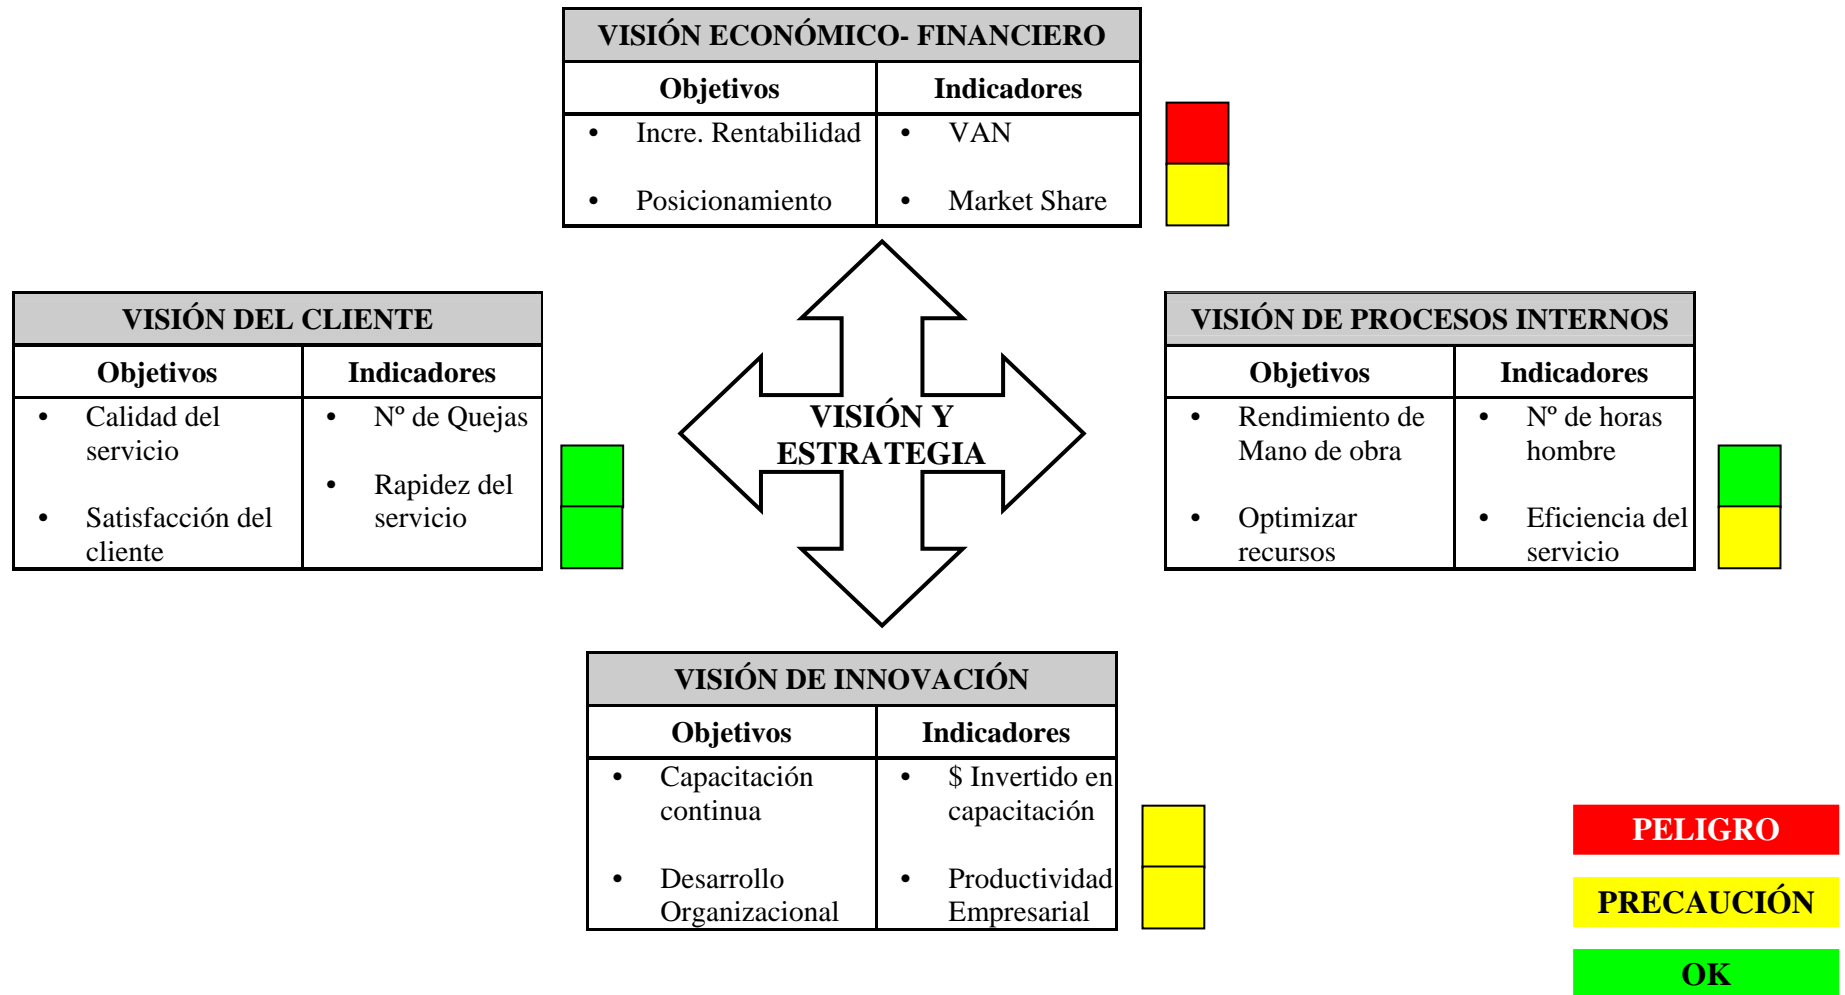 VISIÓN ECONÓMICO- FINANCIERO
Objetivos
Indicadores
• Incre. Rentabilidad
• Posicionamiento
• VAN
• Market Share
VISIÓN DEL CLIENTE
Objetivos
Indicadores
• Calidad del
servicio
• Satisfacción del
cliente
• Nº de Quejas
• Rapidez del
servicio
VISIÓN Y
ESTRATEGIA
VISIÓN DE PROCESOS INTERNOS
Objetivos
Indicadores
• Rendimiento de
Mano de obra
• Optimizar
recursos
• Nº de horas
hombre
• Eficiencia del
servicio
VISIÓN DE INNOVACIÓN
Objetivos
Indicadores
• Capacitación
continua
• Desarrollo
Organizacional
• $ Invertido en
capacitación
• Productividad
Empresarial
PELIGRO
PRECAUCIÓN
OK